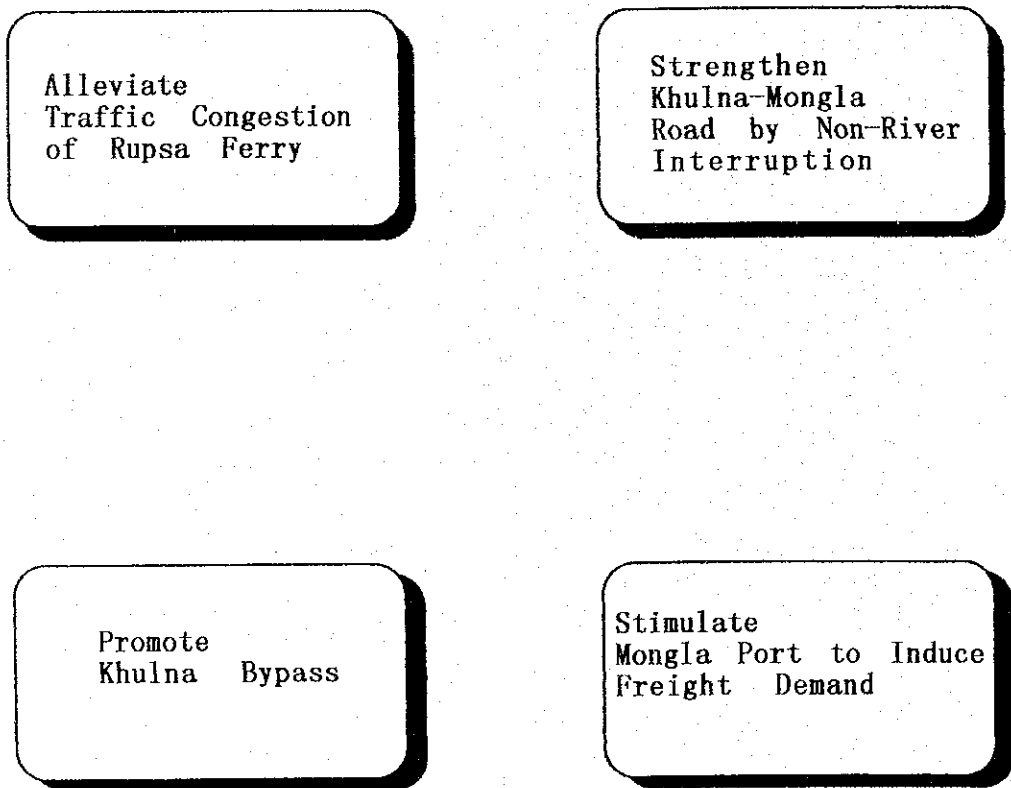 Alleviate
Traffic Congestion
of Rupsa Ferry
Strengthen
Khulna-Mongla
Road by Non-River
Interruption
Promote
Khulna Bypass
Stimulate
Mongla Port to Induce
Freight Demand